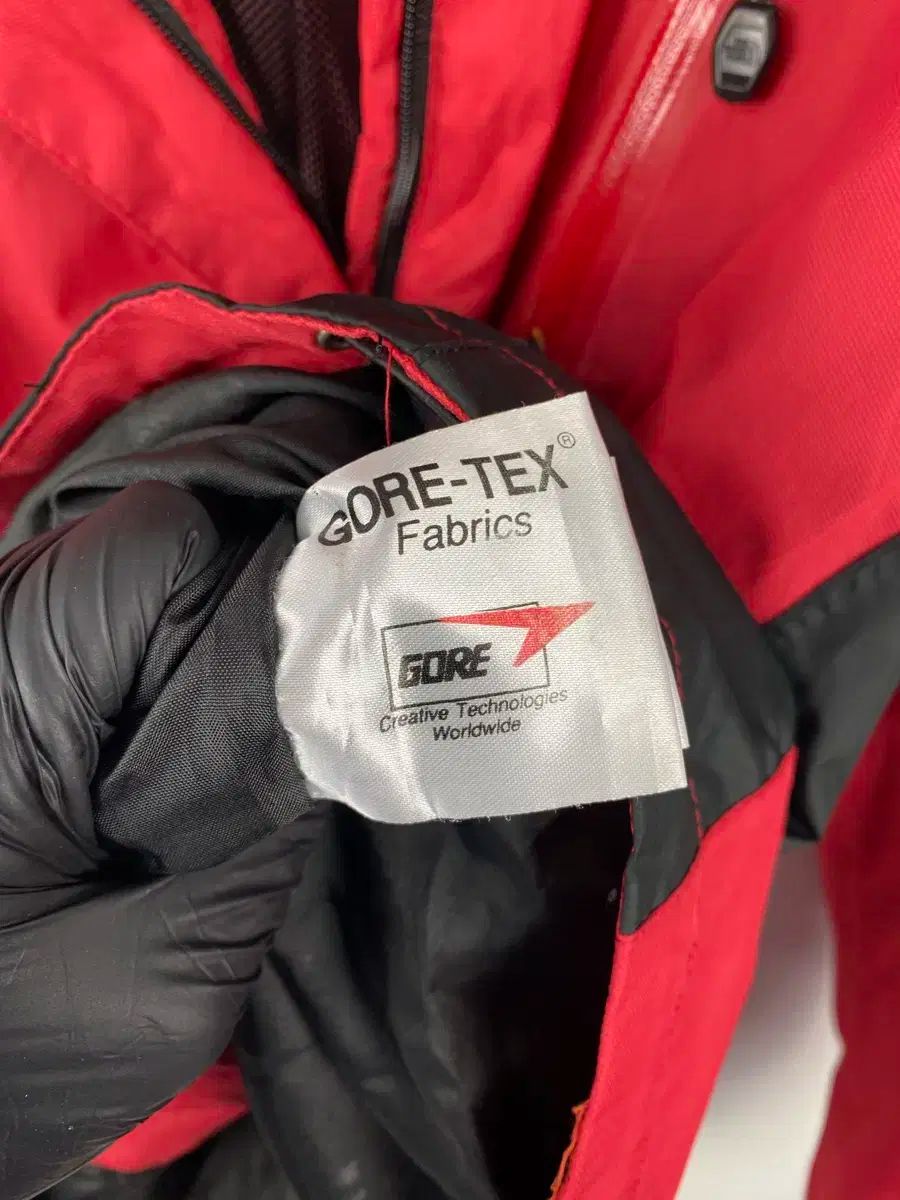 GORE-TEX®
Fabrics
GORE
Creative Technologies
Worldwide